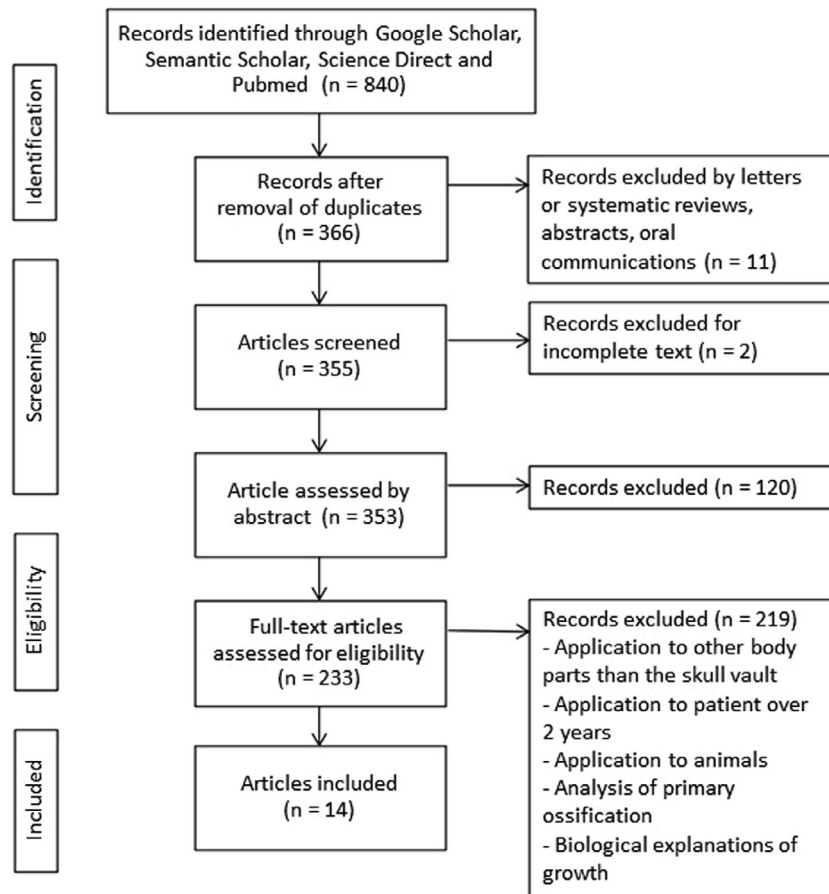 Records identified through Google Scholar,
Semantic Scholar, Science Direct and
Pubmed (n = 840)
Identification
Records after
removal of duplicates
(n = 366)
Records excluded by letters
or systematic reviews,
abstracts, oral
communications (n = 11)
Screening
Articles screened
(n = 355)
Records excluded for
incomplete text (n = 2)
Article assessed by
abstract (n = 353)
Records excluded (n = 120)
Eligibility
Full-text articles
assessed for eligibility
(n = 233)
Records excluded (n = 219)
- Application to other body
parts than the skull vault
- Application to patient over
2 years
- Application to animals
- Analysis of primary
ossification
- Biological explanations of
growth
Included
Articles included
(n = 14)